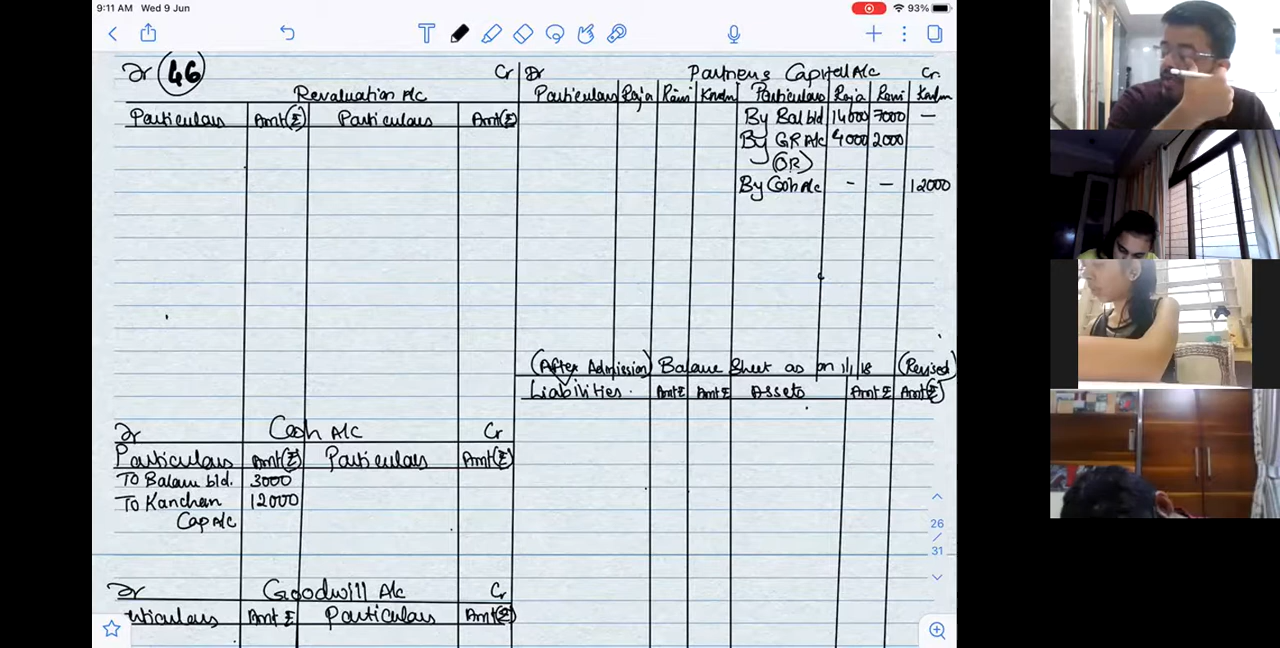 9:11 AM Wed 9 Jun
93%
Dr (46) Cr
Revaluation A/c
Particulars Amt(₹) Particulars Amt(₹)
Dr Partners Capital A/c Cr.
Particulars Raja Ravi Particulars Raja Ravi
By Bal b/d 14000 7000 —
By GR A/c 4000 2000
(OR)
By Cash A/c - — 12000
(After Admission) Balance Sheet as on 1/1/18 (Revised)
Liabilities. Amt ₹ Amt ₹ Assets Amt ₹ Amt(₹)
Dr Cash A/c Cr
Particulars Amt(₹) Particulars Amt(₹)
To Balance b/d. 3000
To Kanchan 12000
Cap A/c
Dr Goodwill A/c Cr
Particulars Amt ₹ Particulars Amt(₹)
26
/
31